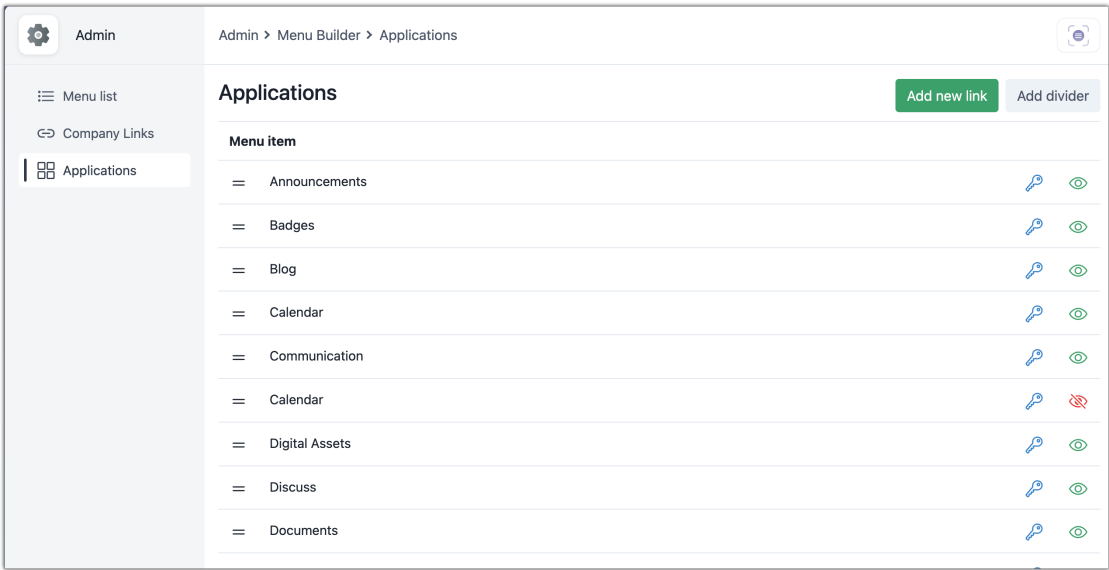 Admin
Admin > Menu Builder > Applications
Menu list
Company Links
Applications
Applications
Add new link
Add divider
Menu item
Announcements
Badges
Blog
Calendar
Communication
Calendar
Digital Assets
Discuss
Documents